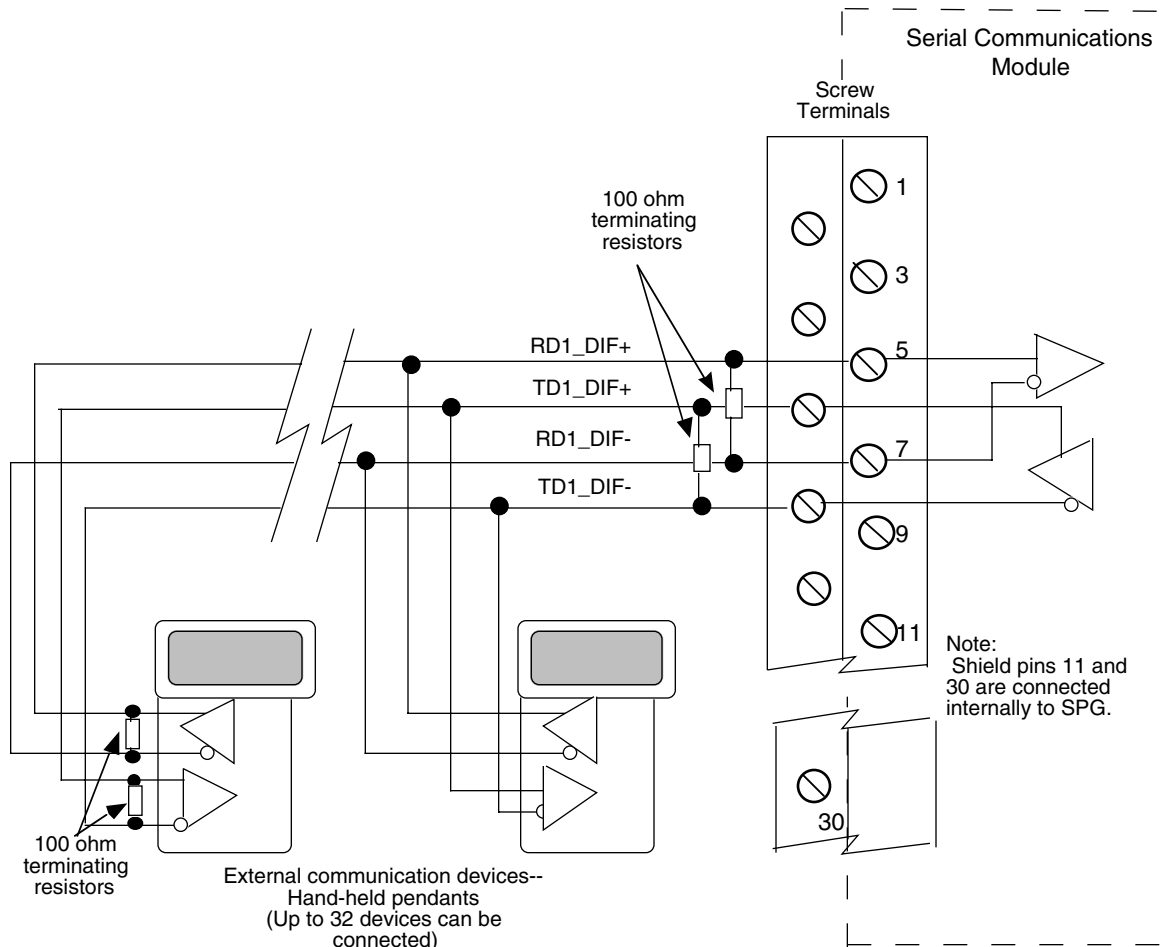 Serial Communications
Module
Screw
Terminals
1
100 ohm
terminating
resistors
3
RD1_DIF+
5
TD1_DIF+
RD1_DIF-
7
TD1_DIF-
9
11
Note:
Shield pins 11 and
30 are connected
internally to SPG.
30
100 ohm
terminating
resistors
External communication devices--
Hand-held pendants
(Up to 32 devices can be
connected)